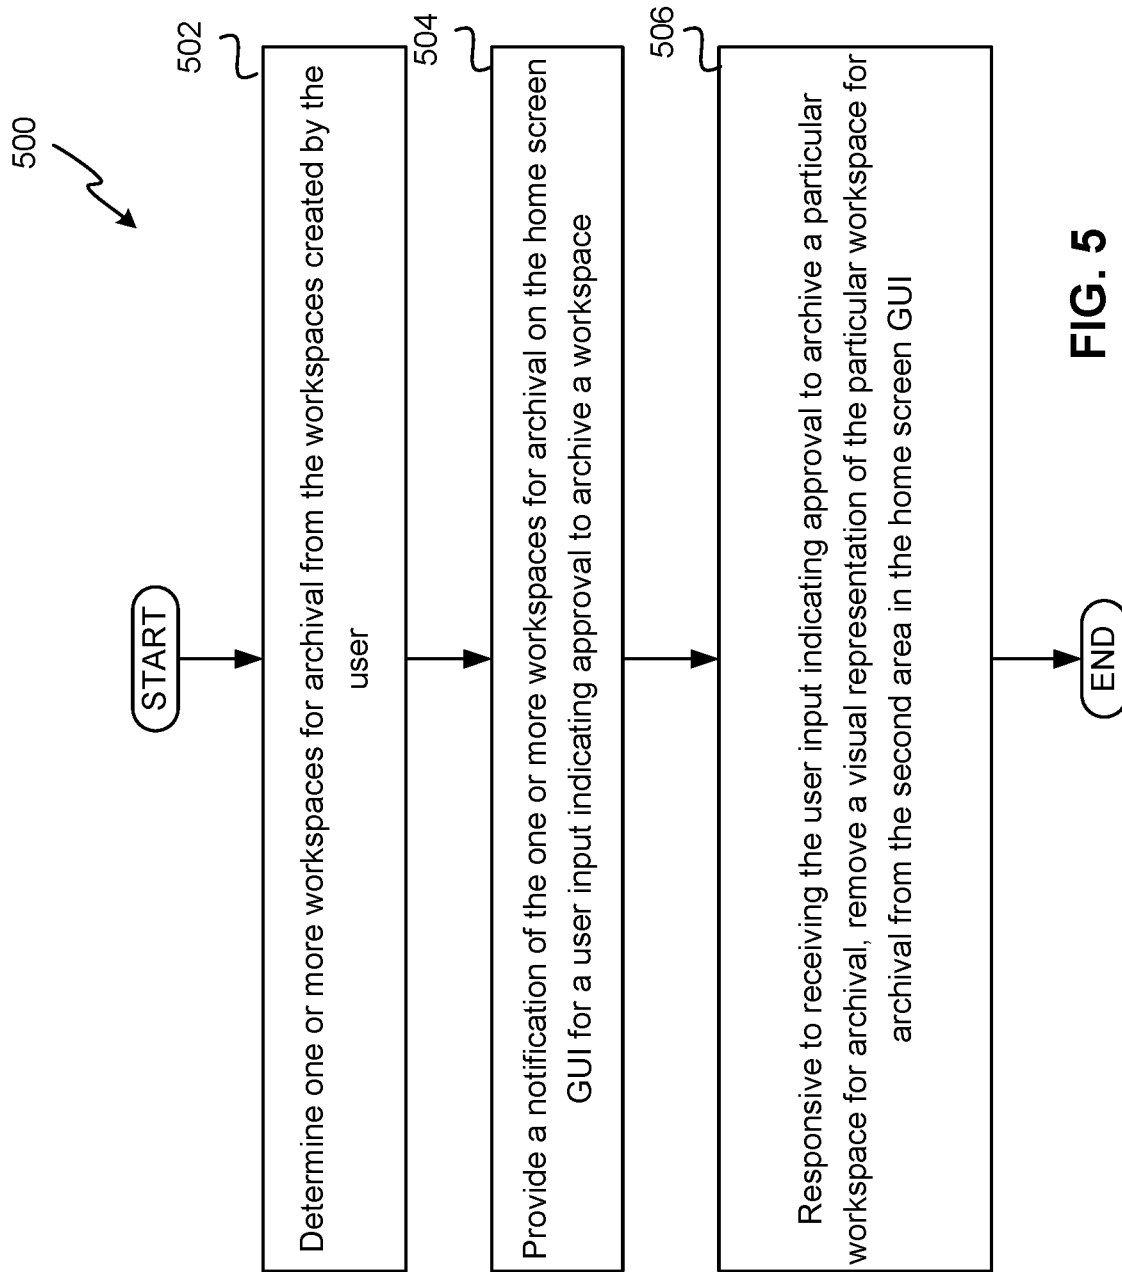 500
START
502
Determine one or more workspaces for archival from the workspaces created by the
user
504
Provide a notification of the one or more workspaces for archival on the home screen
GUI for a user input indicating approval to archive a workspace
506
Responsive to receiving the user input indicating approval to archive a particular
workspace for archival, remove a visual representation of the particular workspace for
archival from the second area in the home screen GUI
END
FIG. 5